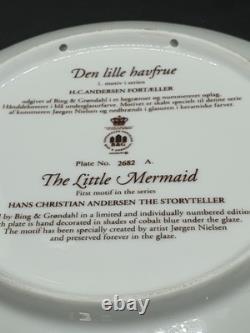 Den lille havfrue
1. motiv i serien
H.C.ANDERSEN FORTÆLLER
udgivet af Bing & Grøndahl i et begrænset og nummereret oplag.
Hånddekoreret i blå underglasurfarver. Motivet er skabt specielt til denne serie
af kunstneren Jørgen Nielsen og indbrændt i glasuren i keramiske farver.
B&G
Plate No. 2682 A.
The Little Mermaid
First motif in the series
HANS CHRISTIAN ANDERSEN THE STORYTELLER
by Bing & Grøndahl in a limited and individually numbered edition
plate is hand decorated in shades of cobalt blue under the glaze.
The motif has been specially created by artist Jørgen Nielsen
and preserved forever in the glaze.